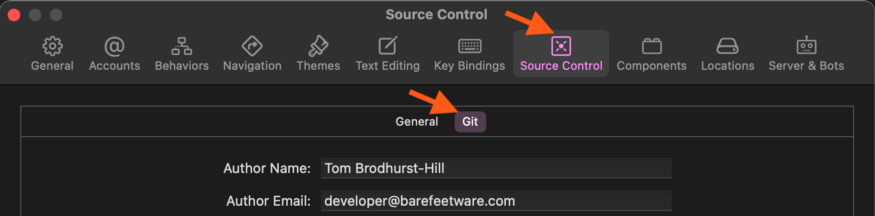 Source Control
General Accounts Behaviors Navigation Themes Text Editing Key Bindings Source Control Components Locations Server & Bots
General Git
Author Name: Tom Brodhurst-Hill
Author Email: developer@barefeetware.com